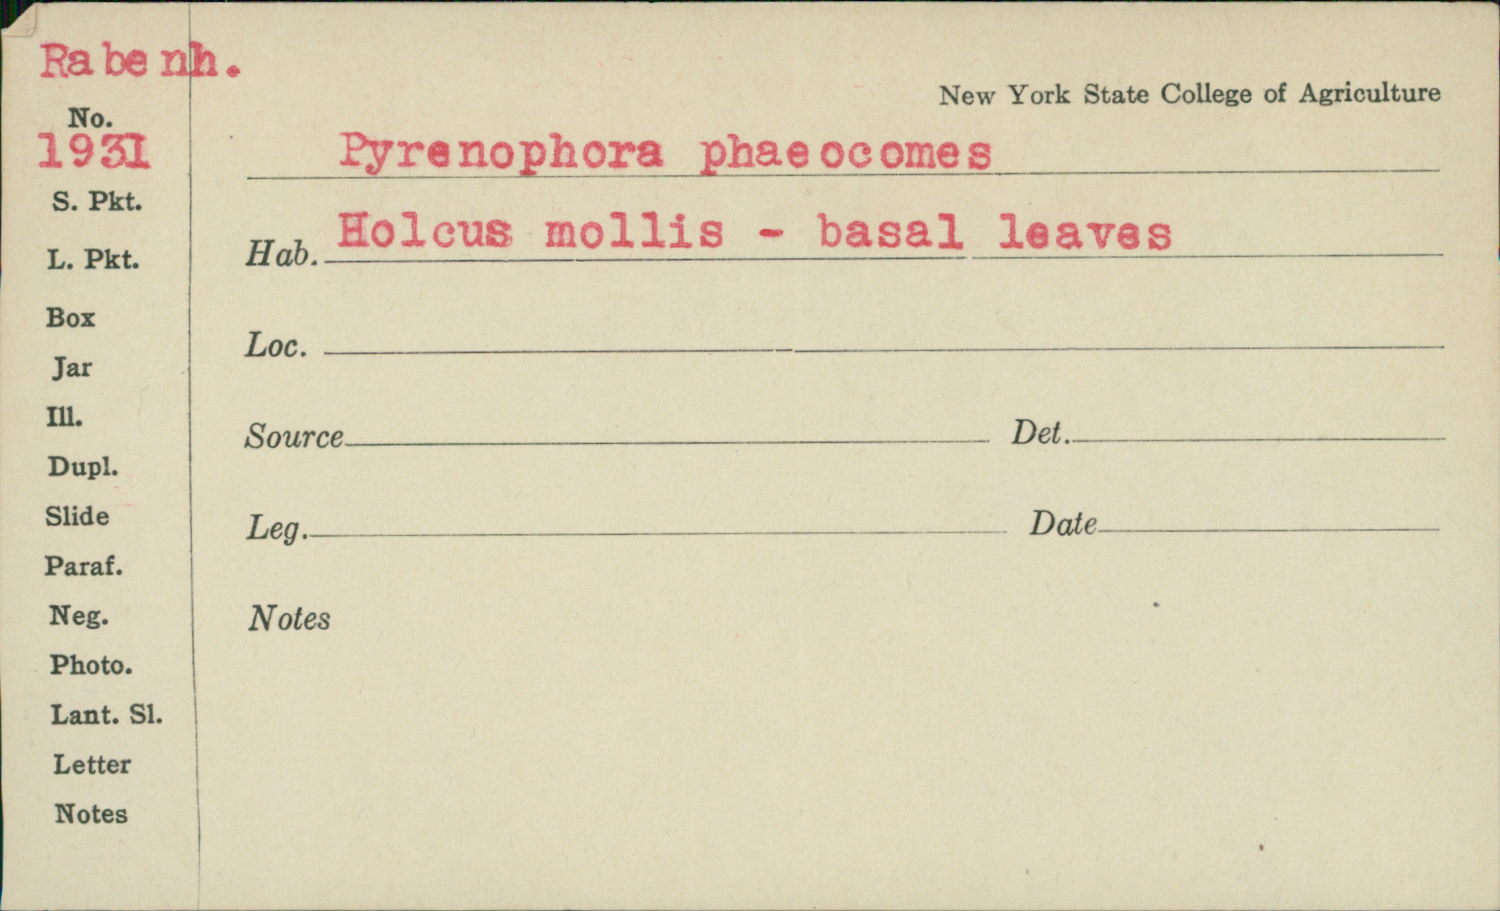 Rabenh.
New York State College of Agriculture
No.
1931
Pyrenophora phaeocomes
S. Pkt.
Hab. Holcus mollis - basal leaves
L. Pkt.
Box
Loc.
Jar
Ill.
Source Det.
Dupl.
Slide
Leg. Date
Paraf.
Neg.
Notes
Photo.
Lant. Sl.
Letter
Notes